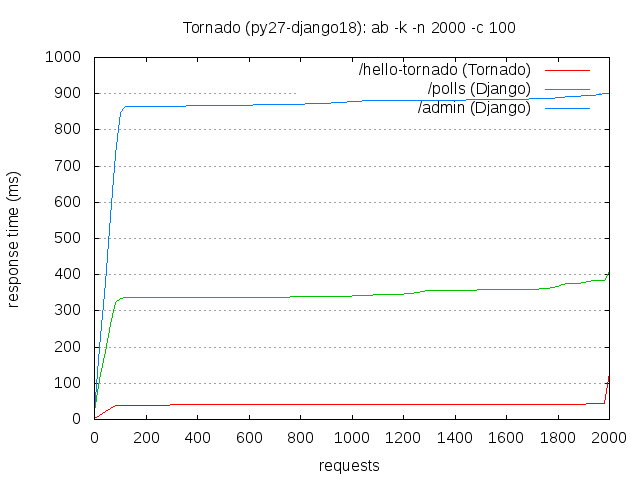 Tornado (py27-django18): ab -k -n 2000 -c 100
1000
900
800
700
600
500
400
300
200
100
0
response time (ms)
/hello-tornado (Tornado)
/polls (Django)
/admin (Django)
0 200 400 600 800 1000 1200 1400 1600 1800 2000
requests